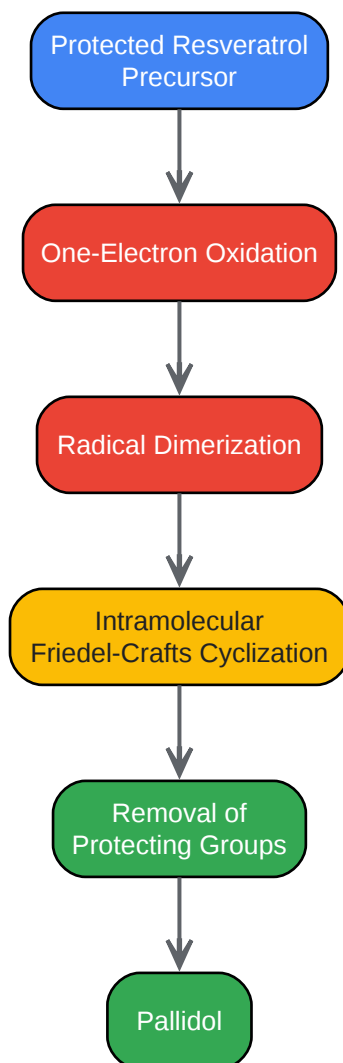 Protected Resveratrol
Precursor
One-Electron Oxidation
Radical Dimerization
Intramolecular
Friedel-Crafts Cyclization
Removal of
Protecting Groups
Pallidol